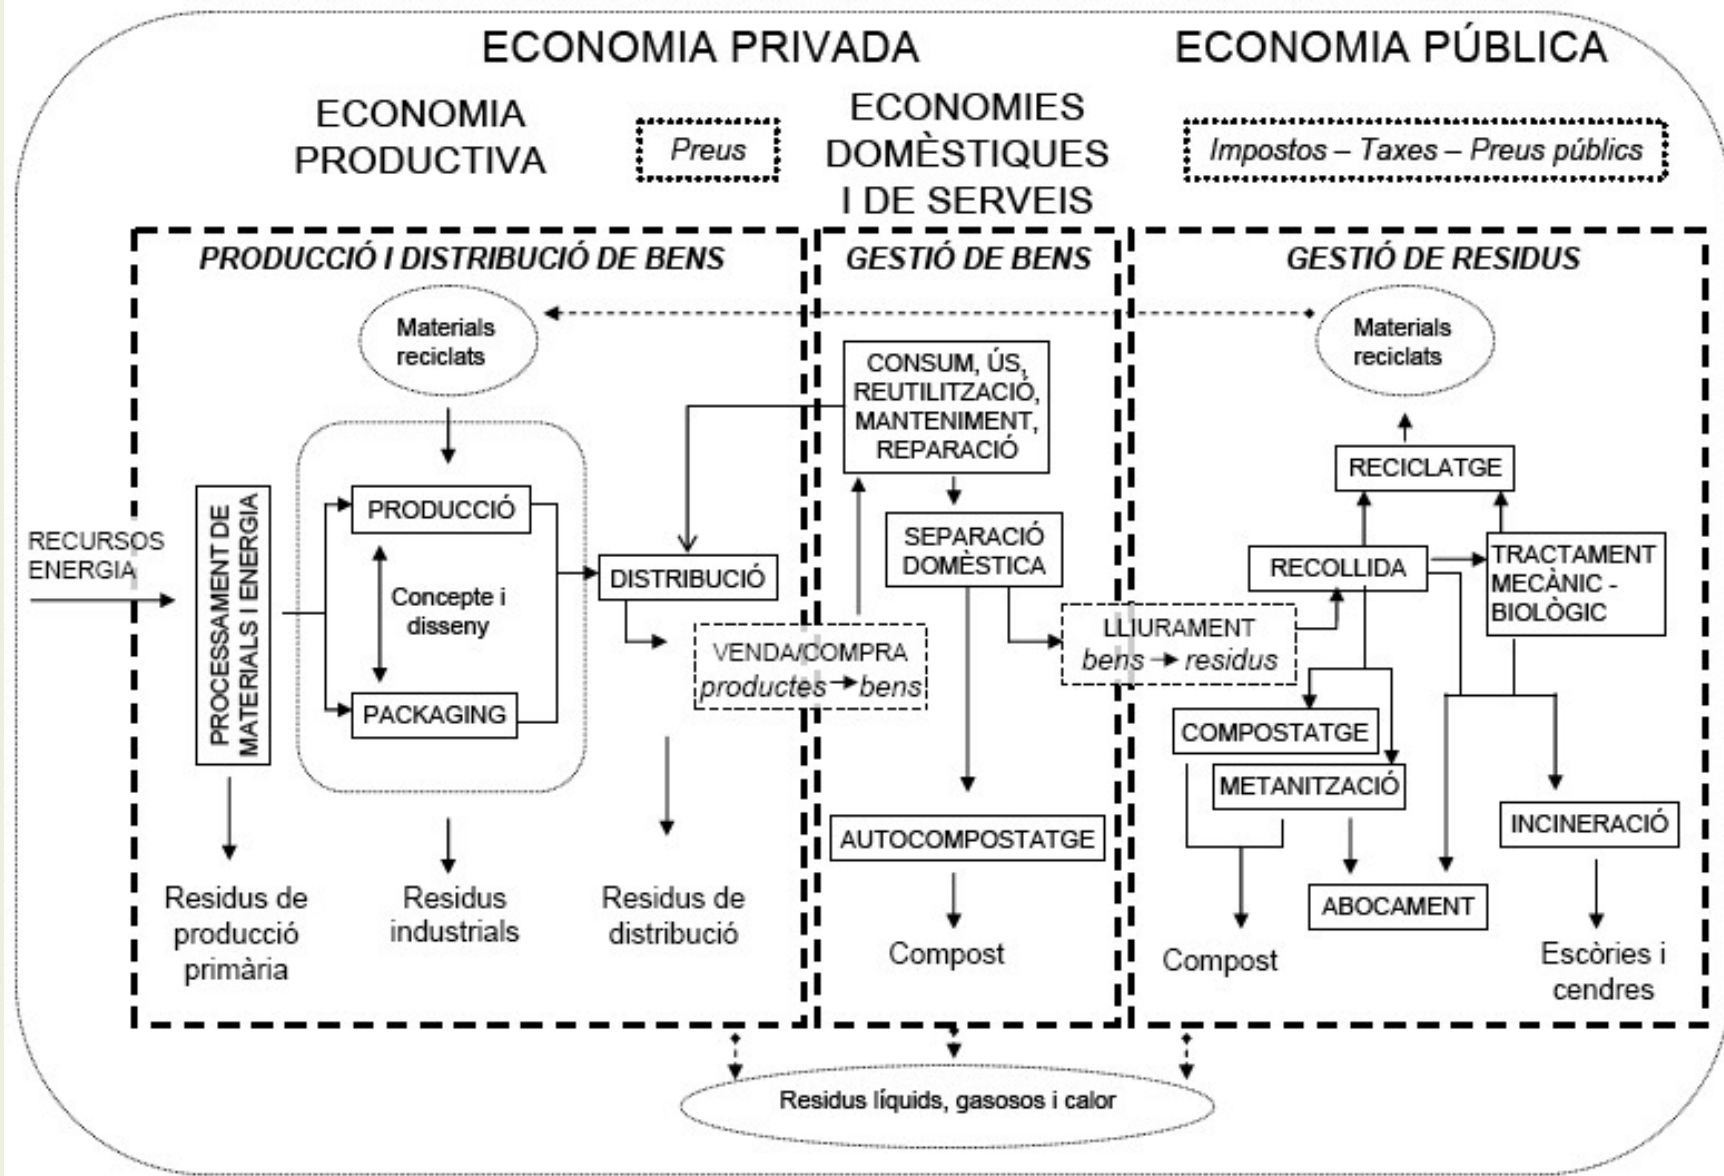 ECONOMIA PRIVADA
ECONOMIA PÚBLICA
ECONOMIA
PRODUCTIVA
Preus
ECONOMIES
DOMÈSTIQUES
I DE SERVEIS
Impostos – Taxes – Preus públics
PRODUCCIÓ I DISTRIBUCIÓ DE BENS
Materials
reciclats
RECURSOS
ENERGIA
PROCESSAMENT DE
MATERIALS I ENERGIA
PRODUCCIÓ
Concepte i
disseny
PACKAGING
DISTRIBUCIÓ
VENDA/COMPRA
productes → bens
Residus de
producció
primària
Residus
industrials
Residus de
distribució
GESTIÓ DE BENS
CONSUM, ÚS,
REUTILITZACIÓ,
MANTENIMENT,
REPARACIÓ
SEPARACIÓ
DOMÈSTICA
LLIURAMENT
bens → residus
AUTOCOMPOSTATGE
Compost
GESTIÓ DE RESIDUS
Materials
reciclats
RECICLATGE
RECOLLIDA
TRACTAMENT
MECÀNIC -
BIOLÒGIC
COMPOSTATGE
METANITZACIÓ
INCINERACIÓ
ABOCAMENT
Compost
Escòries i
cendres
Residus líquids, gasosos i calor